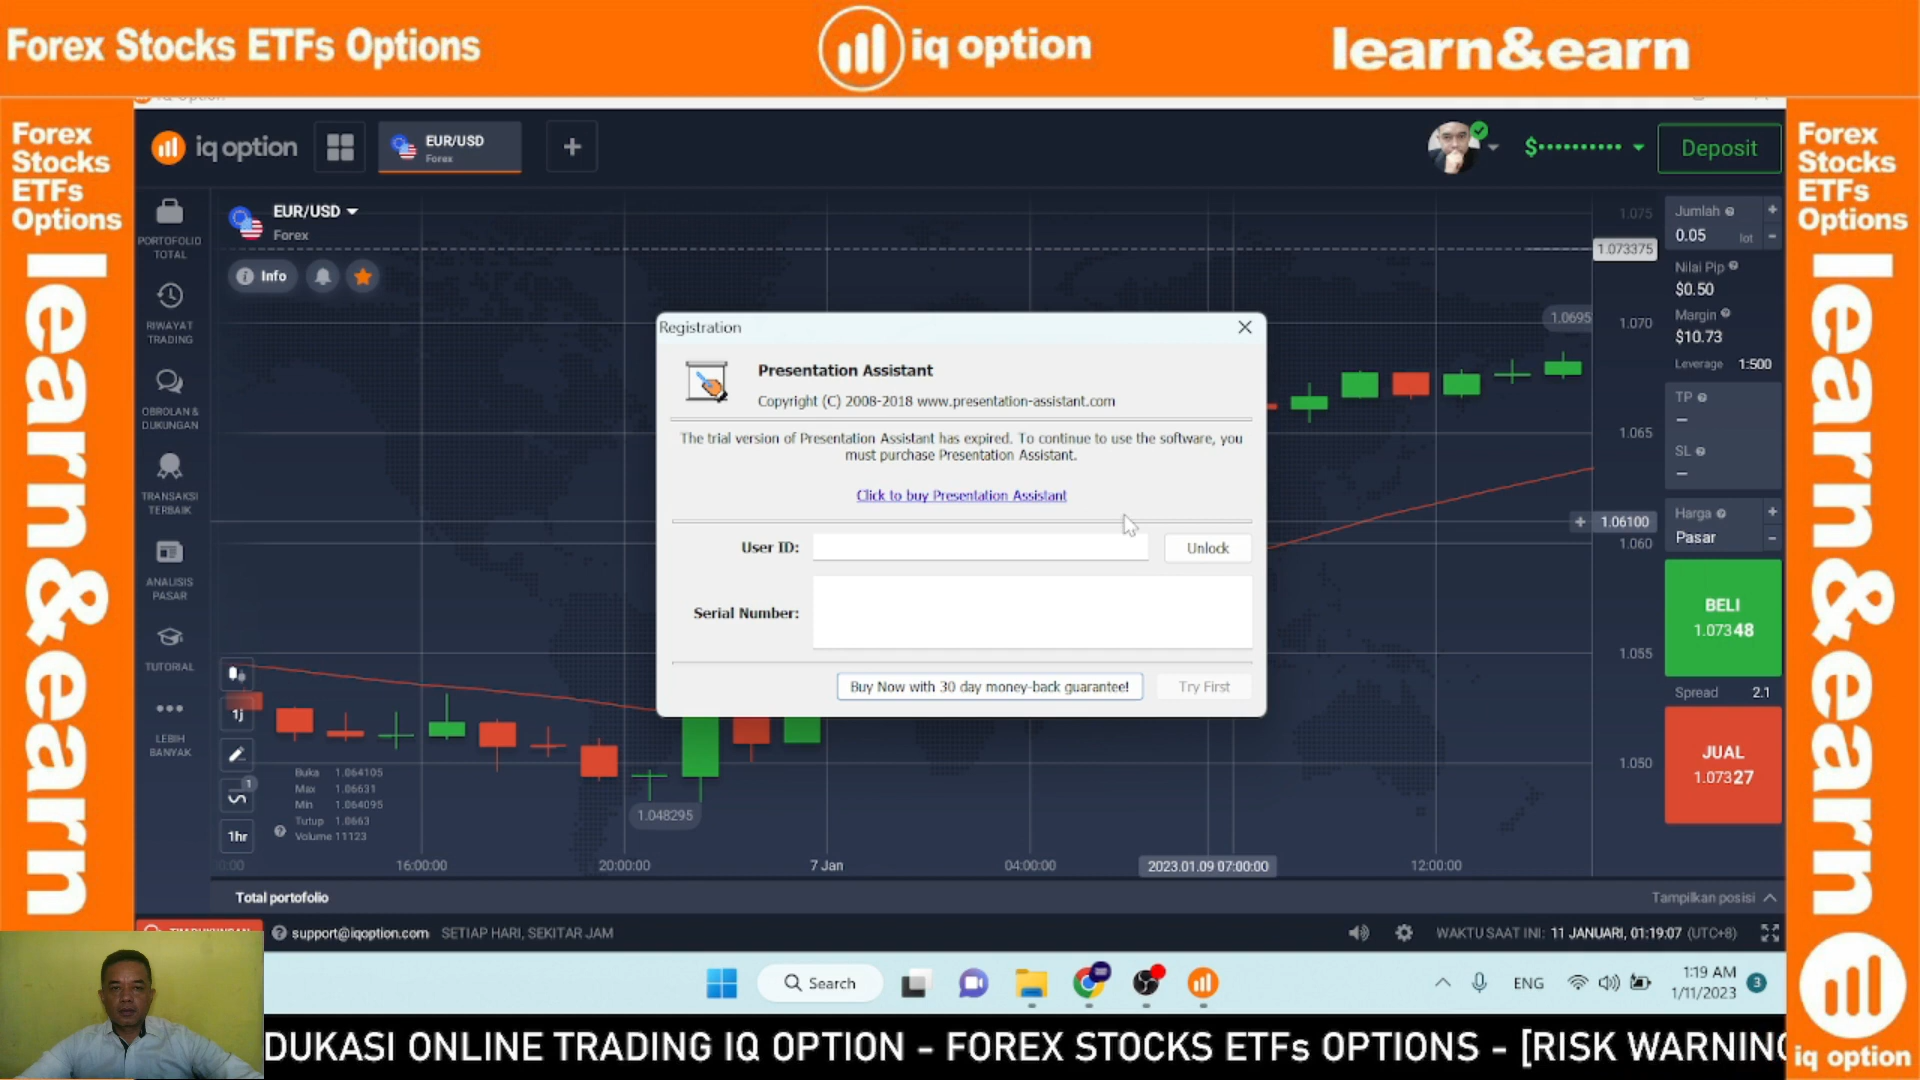 Forex Stocks ETFs Options
iq option
learn&earn
Forex
Stocks
ETFs
Options
learn&earn
iq option
EUR/USD
Forex
+
$••••••••••
Deposit
Forex
Stocks
ETFs
Options
learn&earn
iq option
PORTOFOLIO
TOTAL
RIWAYAT
TRADING
OBROLAN &
DUKUNGAN
TRANSAKSI
TERBAIK
ANALISIS
PASAR
TUTORIAL
LEBIH
BANYAK
EUR/USD
Forex
Info
1j
1
1hr
Buka 1.064105
Max 1.06631
Min 1.064095
Tutup 1.0663
Volume 11123
1.048295
1.0695
1.075
1.073375
1.070
1.065
1.06100
1.060
1.055
1.050
16:00:00
20:00:00
7 Jan
04:00:00
2023.01.09 07:00:00
12:00:00
Registration
Presentation Assistant
Copyright (C) 2008-2018 www.presentation-assistant.com
The trial version of Presentation Assistant has expired. To continue to use the software, you
must purchase Presentation Assistant.
Click to buy Presentation Assistant
User ID:
Unlock
Serial Number:
Buy Now with 30 day money-back guarantee!
Try First
Jumlah
0.05 lot
Nilai Pip
$0.50
Margin
$10.73
Leverage 1:500
TP
–
SL
–
Harga
Pasar
BELI
1.07348
Spread 2.1
JUAL
1.07327
Total portofolio
Tampilkan posisi
support@iqoption.com SETIAP HARI, SEKITAR JAM
WAKTU SAAT INI: 11 JANUARI, 01:19:07 (UTC+8)
Search
ENG
1:19 AM
1/11/2023
3
DUKASI ONLINE TRADING IQ OPTION - FOREX STOCKS ETFs OPTIONS - [RISK WARNING